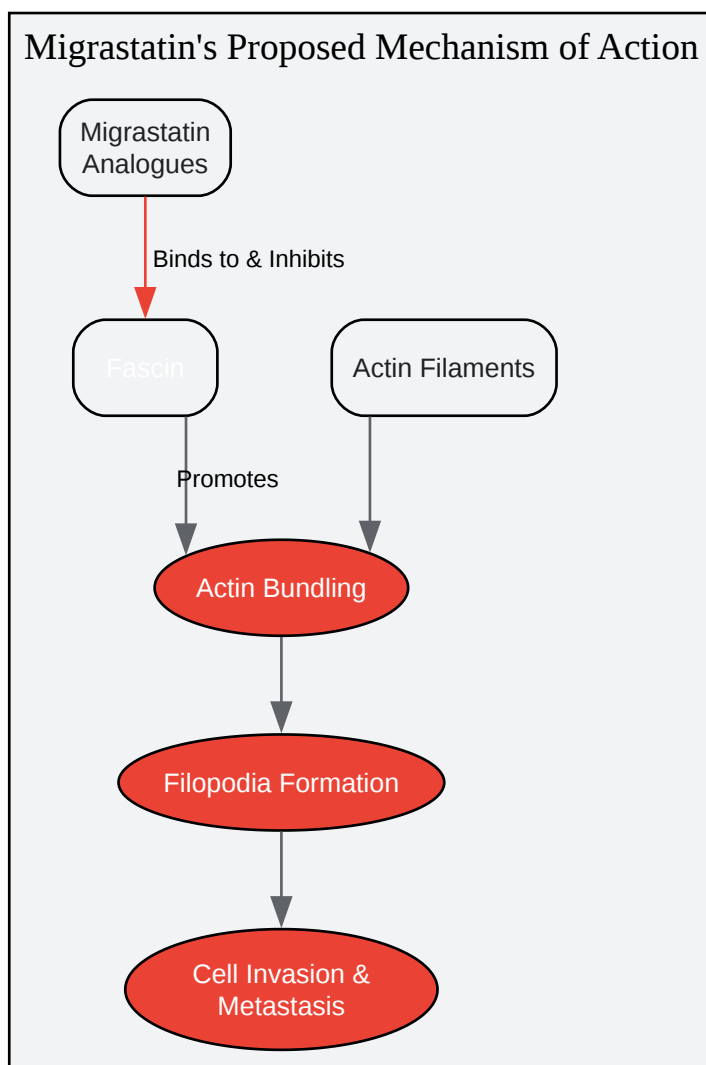 Migrastatin's Proposed Mechanism of Action
Migrastatin
Analogues
Binds to & Inhibits
Fascin
Actin Filaments
Promotes
Actin Bundling
Filopodia Formation
Cell Invasion &
Metastasis